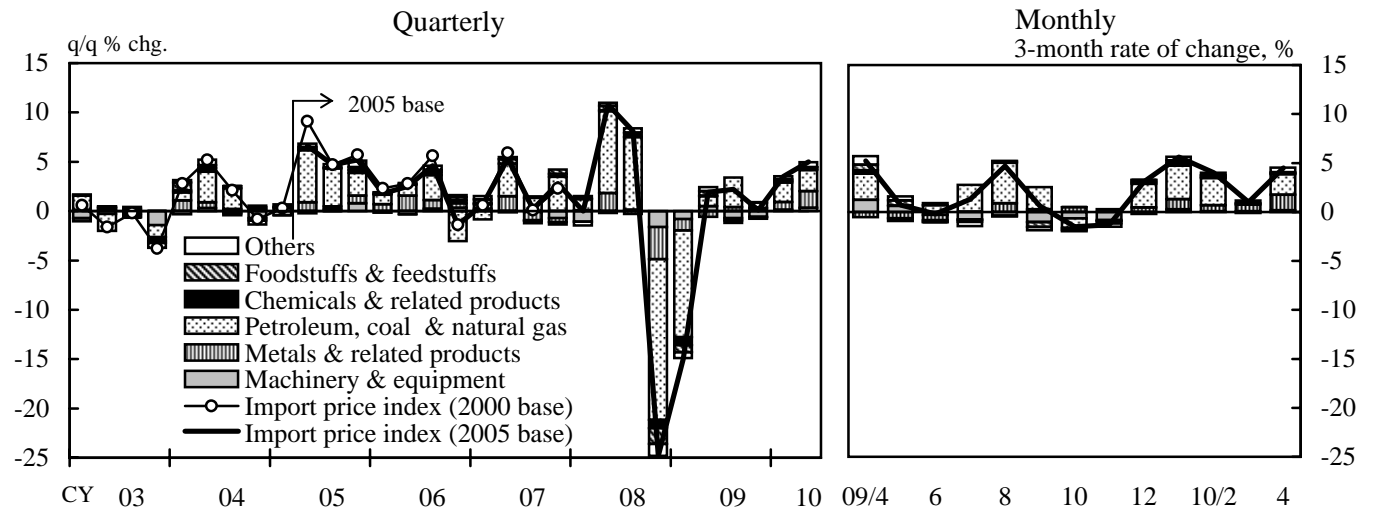 Quarterly
Monthly
q/q % chg.
3-month rate of change, %
15
10
5
0
-5
-10
-15
-20
-25
2005 base
Others
Foodstuffs & feedstuffs
Chemicals & related products
Petroleum, coal & natural gas
Metals & related products
Machinery & equipment
Import price index (2000 base)
Import price index (2005 base)
CY 03 04 05 06 07 08 09 10
15
10
5
0
-5
-10
-15
-20
-25
09/4 6 8 10 12 10/2 4